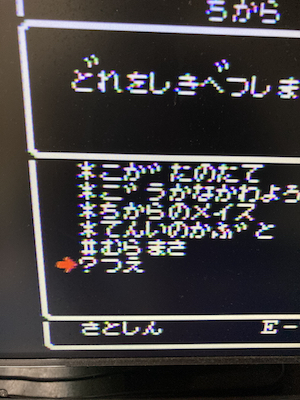 ちから
どれをしきべつしま
*こがたのたて
*ごうかなかわよろ
*ちからのメイス
*てんいのかぶと
#むらまさ
?つえ
さとしん E-